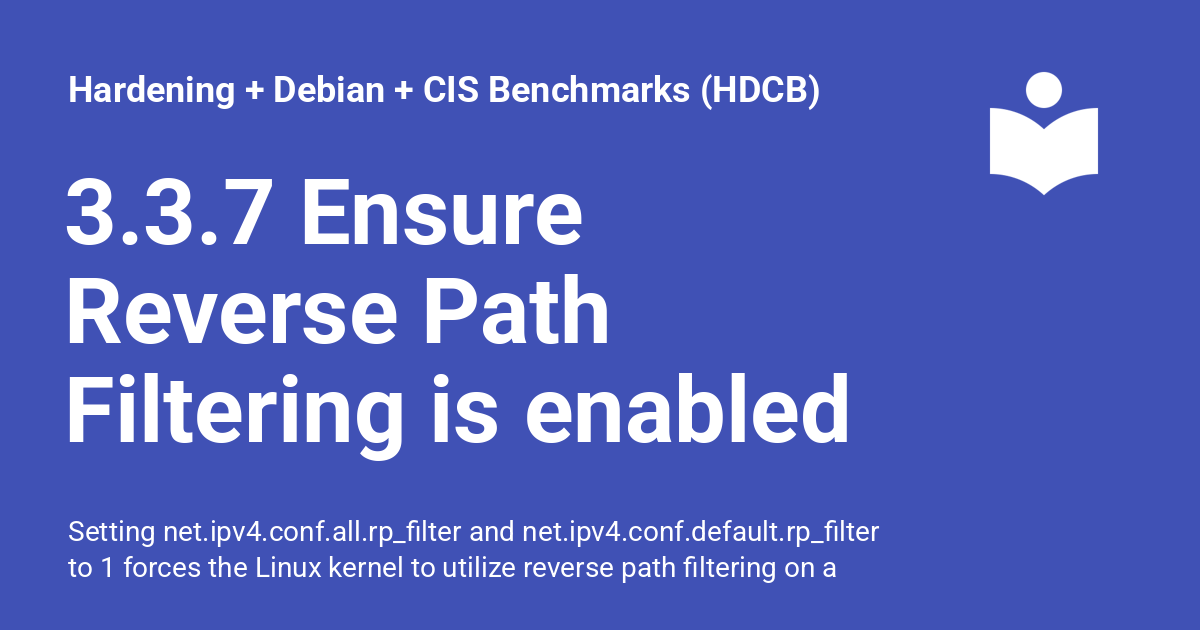 Hardening + Debian + CIS Benchmarks (HDCB)
3.3.7 Ensure
Reverse Path
Filtering is enabled
Setting net.ipv4.conf.all.rp_filter and net.ipv4.conf.default.rp_filter
to 1 forces the Linux kernel to utilize reverse path filtering on a